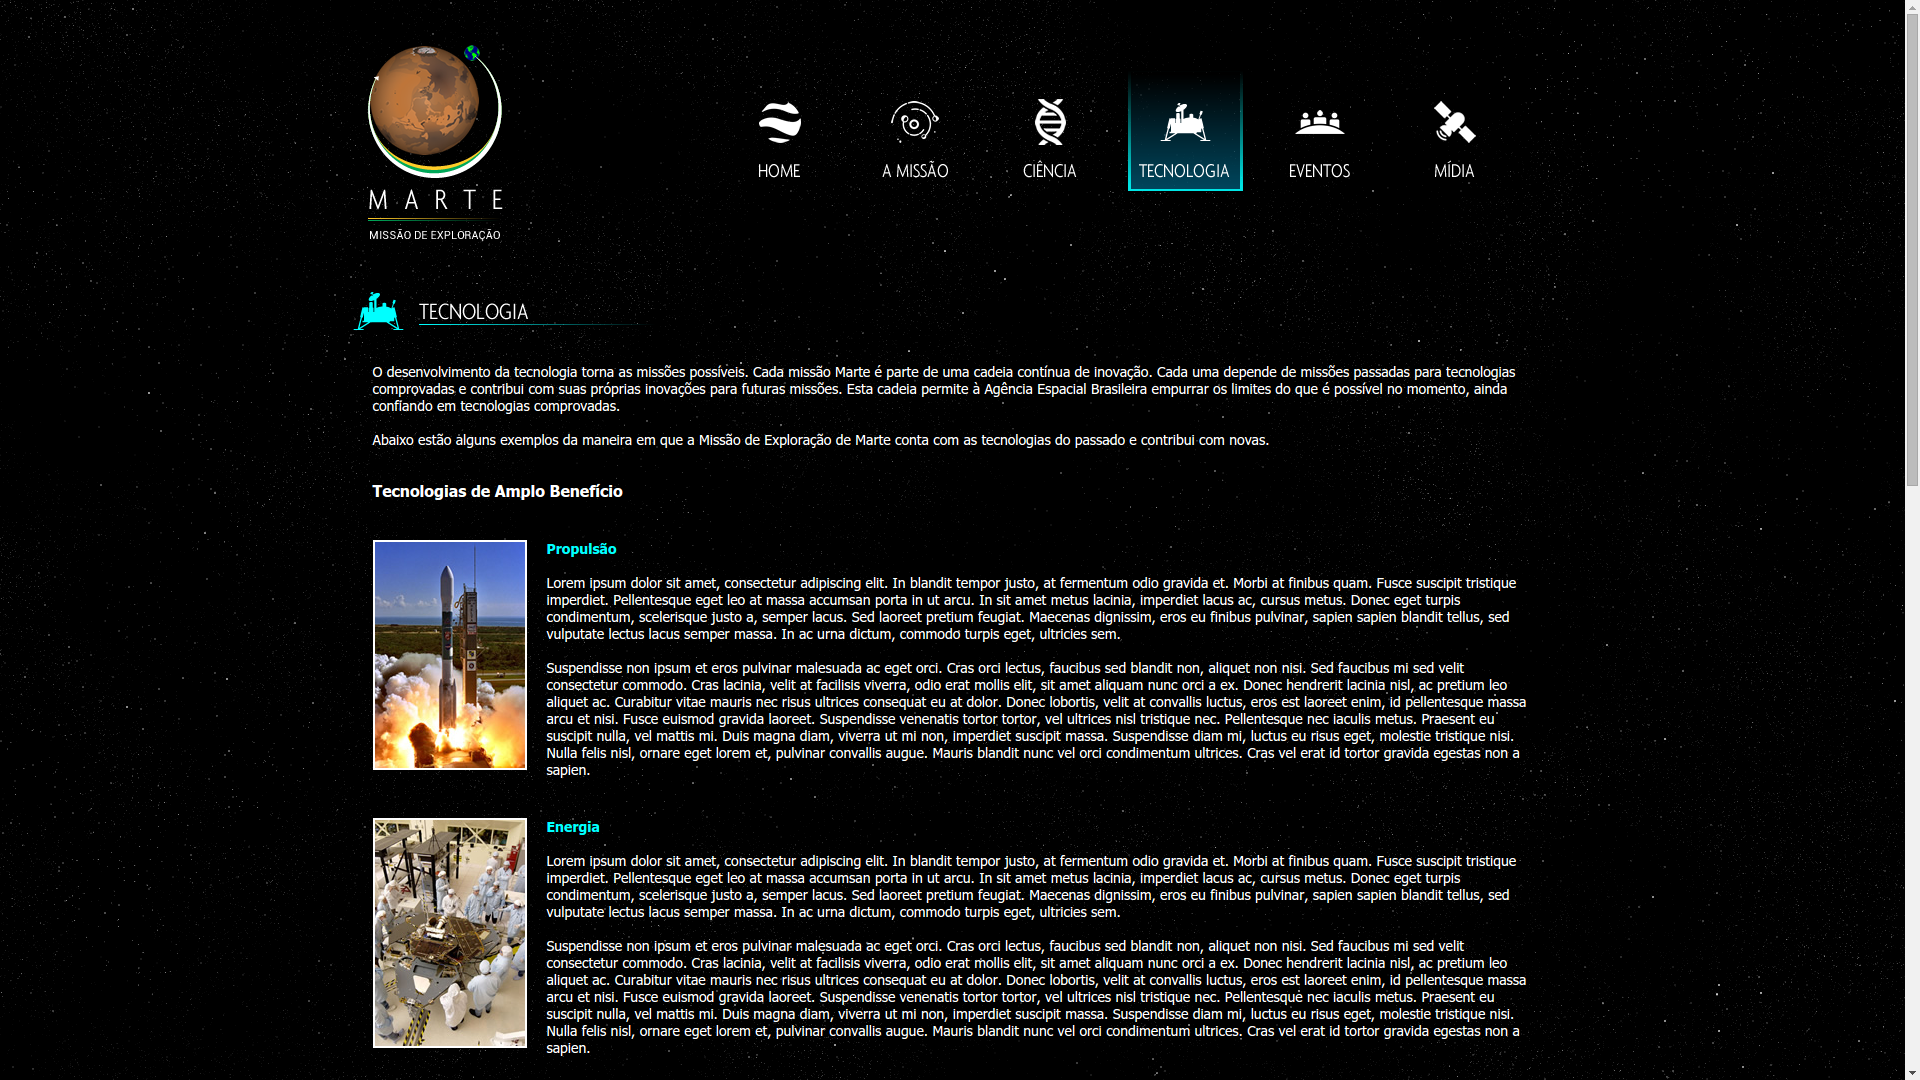 MARTE
MISSÃO DE EXPLORAÇÃO
HOME
A MISSÃO
CIÊNCIA
TECNOLOGIA
EVENTOS
MÍDIA
TECNOLOGIA
O desenvolvimento da tecnologia torna as missões possíveis. Cada missão Marte é parte de uma cadeia contínua de inovação. Cada uma depende de missões passadas para tecnologias
comprovadas e contribui com suas próprias inovações para futuras missões. Esta cadeia permite à Agência Espacial Brasileira empurrar os limites do que é possível no momento, ainda
confiando em tecnologias comprovadas.
Abaixo estão alguns exemplos da maneira em que a Missão de Exploração de Marte conta com as tecnologias do passado e contribui com novas.
Tecnologias de Amplo Benefício
Propulsão
Lorem ipsum dolor sit amet, consectetur adipiscing elit. In blandit tempor justo, at fermentum odio gravida et. Morbi at finibus quam. Fusce suscipit tristique
imperdiet. Pellentesque eget leo at massa accumsan porta in ut arcu. In sit amet metus lacinia, imperdiet lacus ac, cursus metus. Donec eget turpis
condimentum, scelerisque justo a, semper lacus. Sed laoreet pretium feugiat. Maecenas dignissim, eros eu finibus pulvinar, sapien sapien blandit tellus, sed
vulputate lectus lacus semper massa. In ac urna dictum, commodo turpis eget, ultricies sem.
Suspendisse non ipsum et eros pulvinar malesuada ac eget orci. Cras orci lectus, faucibus sed blandit non, aliquet non nisi. Sed faucibus mi sed velit
consectetur commodo. Cras lacinia, velit at facilisis viverra, odio erat mollis elit, sit amet aliquam nunc orci a ex. Donec hendrerit lacinia nisl, ac pretium leo
aliquet ac. Curabitur vitae mauris nec risus ultrices consequat eu at dolor. Donec lobortis, velit at convallis luctus, eros est laoreet enim, id pellentesque massa
arcu et nisi. Fusce euismod gravida laoreet. Suspendisse venenatis tortor tortor, vel ultrices nisl tristique nec. Pellentesque nec iaculis metus. Praesent eu
suscipit nulla, vel mattis mi. Duis magna diam, viverra ut mi non, imperdiet suscipit massa. Suspendisse diam mi, luctus eu risus eget, molestie tristique nisi.
Nulla felis nisl, ornare eget lorem et, pulvinar convallis augue. Mauris blandit nunc vel orci condimentum ultrices. Cras vel erat id tortor gravida egestas non a
sapien.
Energia
Lorem ipsum dolor sit amet, consectetur adipiscing elit. In blandit tempor justo, at fermentum odio gravida et. Morbi at finibus quam. Fusce suscipit tristique
imperdiet. Pellentesque eget leo at massa accumsan porta in ut arcu. In sit amet metus lacinia, imperdiet lacus ac, cursus metus. Donec eget turpis
condimentum, scelerisque justo a, semper lacus. Sed laoreet pretium feugiat. Maecenas dignissim, eros eu finibus pulvinar, sapien sapien blandit tellus, sed
vulputate lectus lacus semper massa. In ac urna dictum, commodo turpis eget, ultricies sem.
Suspendisse non ipsum et eros pulvinar malesuada ac eget orci. Cras orci lectus, faucibus sed blandit non, aliquet non nisi. Sed faucibus mi sed velit
consectetur commodo. Cras lacinia, velit at facilisis viverra, odio erat mollis elit, sit amet aliquam nunc orci a ex. Donec hendrerit lacinia nisl, ac pretium leo
aliquet ac. Curabitur vitae mauris nec risus ultrices consequat eu at dolor. Donec lobortis, velit at convallis luctus, eros est laoreet enim, id pellentesque massa
arcu et nisi. Fusce euismod gravida laoreet. Suspendisse venenatis tortor tortor, vel ultrices nisl tristique nec. Pellentesque nec iaculis metus. Praesent eu
suscipit nulla, vel mattis mi. Duis magna diam, viverra ut mi non, imperdiet suscipit massa. Suspendisse diam mi, luctus eu risus eget, molestie tristique nisi.
Nulla felis nisl, ornare eget lorem et, pulvinar convallis augue. Mauris blandit nunc vel orci condimentum ultrices. Cras vel erat id tortor gravida egestas non a
sapien.